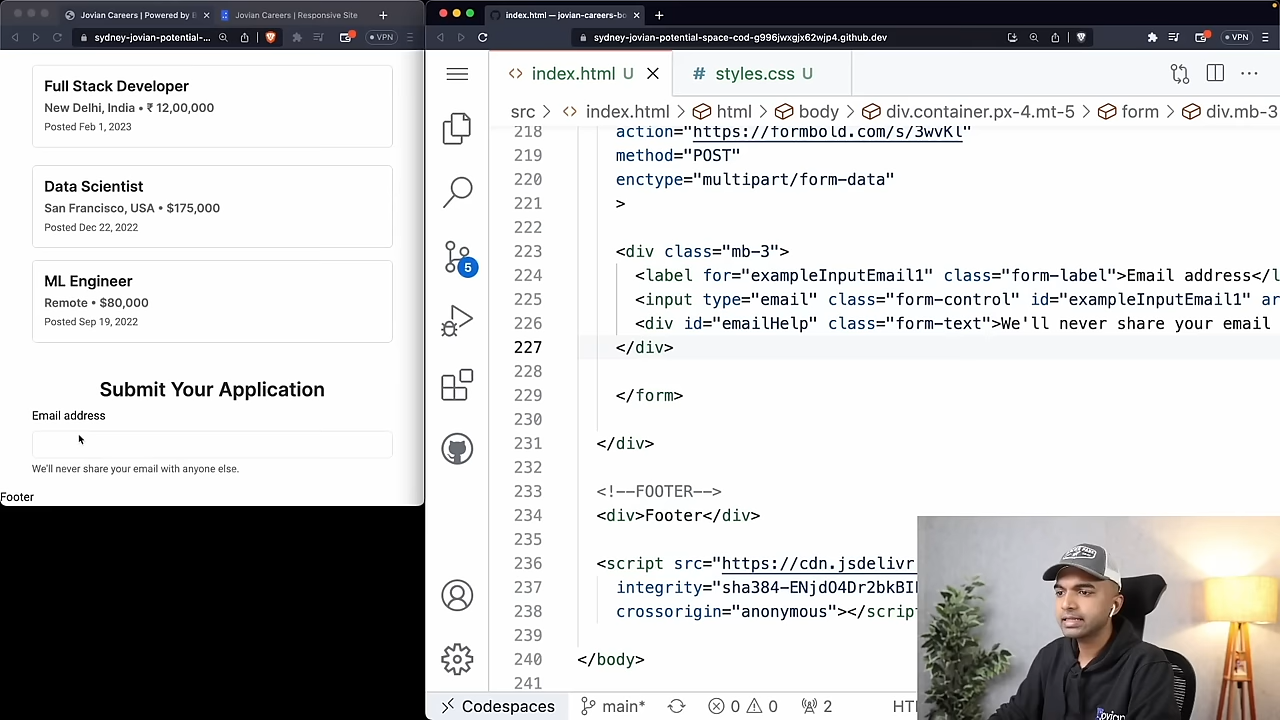 Jovian Careers | Powered by
Jovian Careers | Responsive Site
sydney-jovian-potential-...
VPN
Full Stack Developer
New Delhi, India • ₹ 12,00,000
Posted Feb 1, 2023
Data Scientist
San Francisco, USA • $175,000
Posted Dec 22, 2022
ML Engineer
Remote • $80,000
Posted Sep 19, 2022
Submit Your Application
Email address
We'll never share your email with anyone else.
Footer
index.html — jovian-careers-bo
sydney-jovian-potential-space-cod-g996jwxgjx62wjp4.github.dev
VPN
index.html U
# styles.css U
src > index.html > html > body > div.container.px-4.mt-5 > form > div.mb-3
218 action="https://formbold.com/s/3wvKl"
219 method="POST"
220 enctype="multipart/form-data"
221 >
222
223 <div class="mb-3">
224 <label for="exampleInputEmail1" class="form-label">Email address</l
225 <input type="email" class="form-control" id="exampleInputEmail1" ar
226 <div id="emailHelp" class="form-text">We'll never share your email
227 </div>
228
229 </form>
230
231 </div>
232
233 <!--FOOTER-->
234 <div>Footer</div>
235
236 <script src="https://cdn.jsdelivr.
237 integrity="sha384-ENjdO4Dr2bkBI
238 crossorigin="anonymous"></script
239
240 </body>
241
5
Codespaces
main*
0
0
2
HT